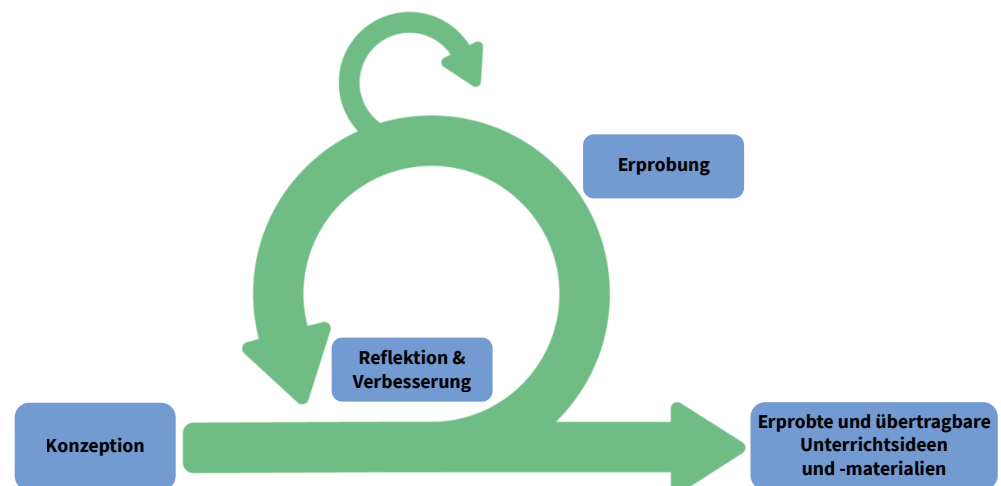 Erprobung
Reflektion &
Verbesserung
Konzeption
Erprobte und übertragbare
Unterrichtsideen
und -materialien